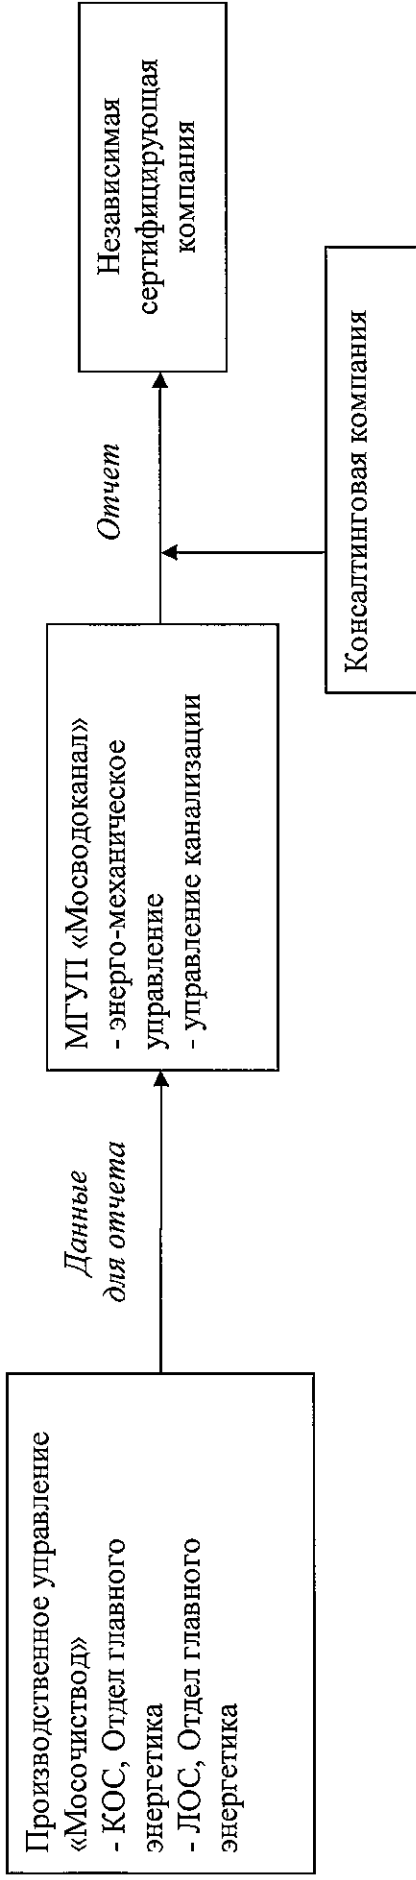 Производственное управление
«Мосочиствод»
- КОС, Отдел главного
энергетика
- ЛОС, Отдел главного
энергетика
Данные
для отчета
МГУП «Мосводоканал»
- энерго-механическое
управление
- управление канализации
Отчет
Консалтинговая компания
Независимая
сертифицирующая
компания